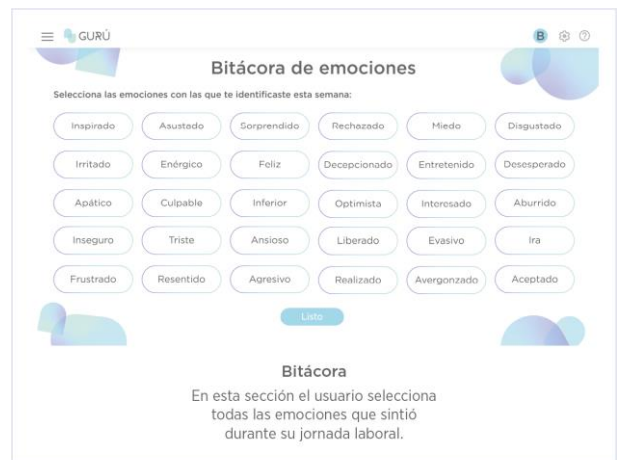 GURÚ
B
?
Bitácora de emociones
Selecciona las emociones con las que te identificaste esta semana:
Inspirado Asustado Sorprendido Rechazado Miedo Disgustado
Irritado Enérgico Feliz Decepcionado Entretenido Desesperado
Apático Culpable Inferior Optimista Interesado Aburrido
Inseguro Triste Ansioso Liberado Evasivo Ira
Frustrado Resentido Agresivo Realizado Avergonzado Aceptado
Listo
Bitácora
En esta sección el usuario selecciona
todas las emociones que sintió
durante su jornada laboral.